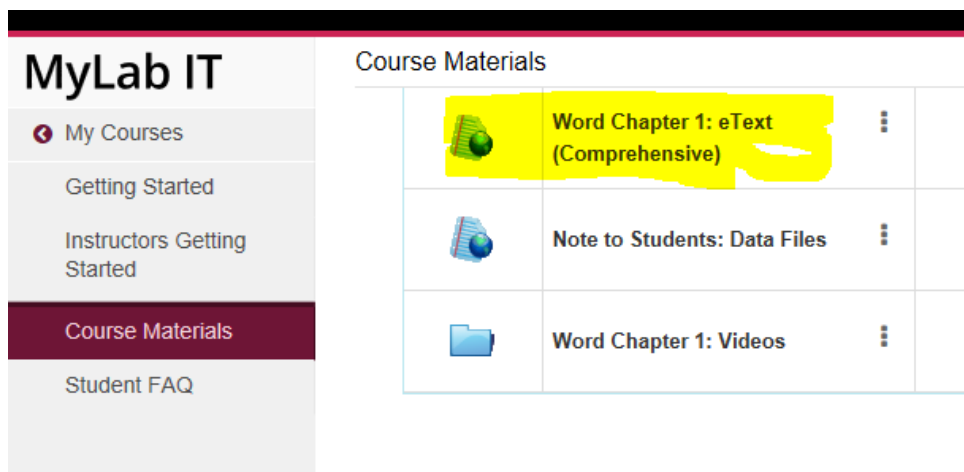 MyLab IT
My Courses
Getting Started
Instructors Getting
Started
Course Materials
Student FAQ
Course Materials
Word Chapter 1: eText
(Comprehensive)
Note to Students: Data Files
Word Chapter 1: Videos